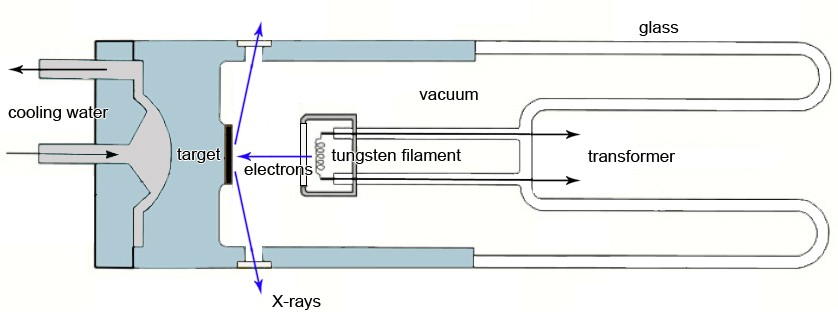 glass
vacuum
cooling water
target
electrons
tungsten filament
transformer
X-rays